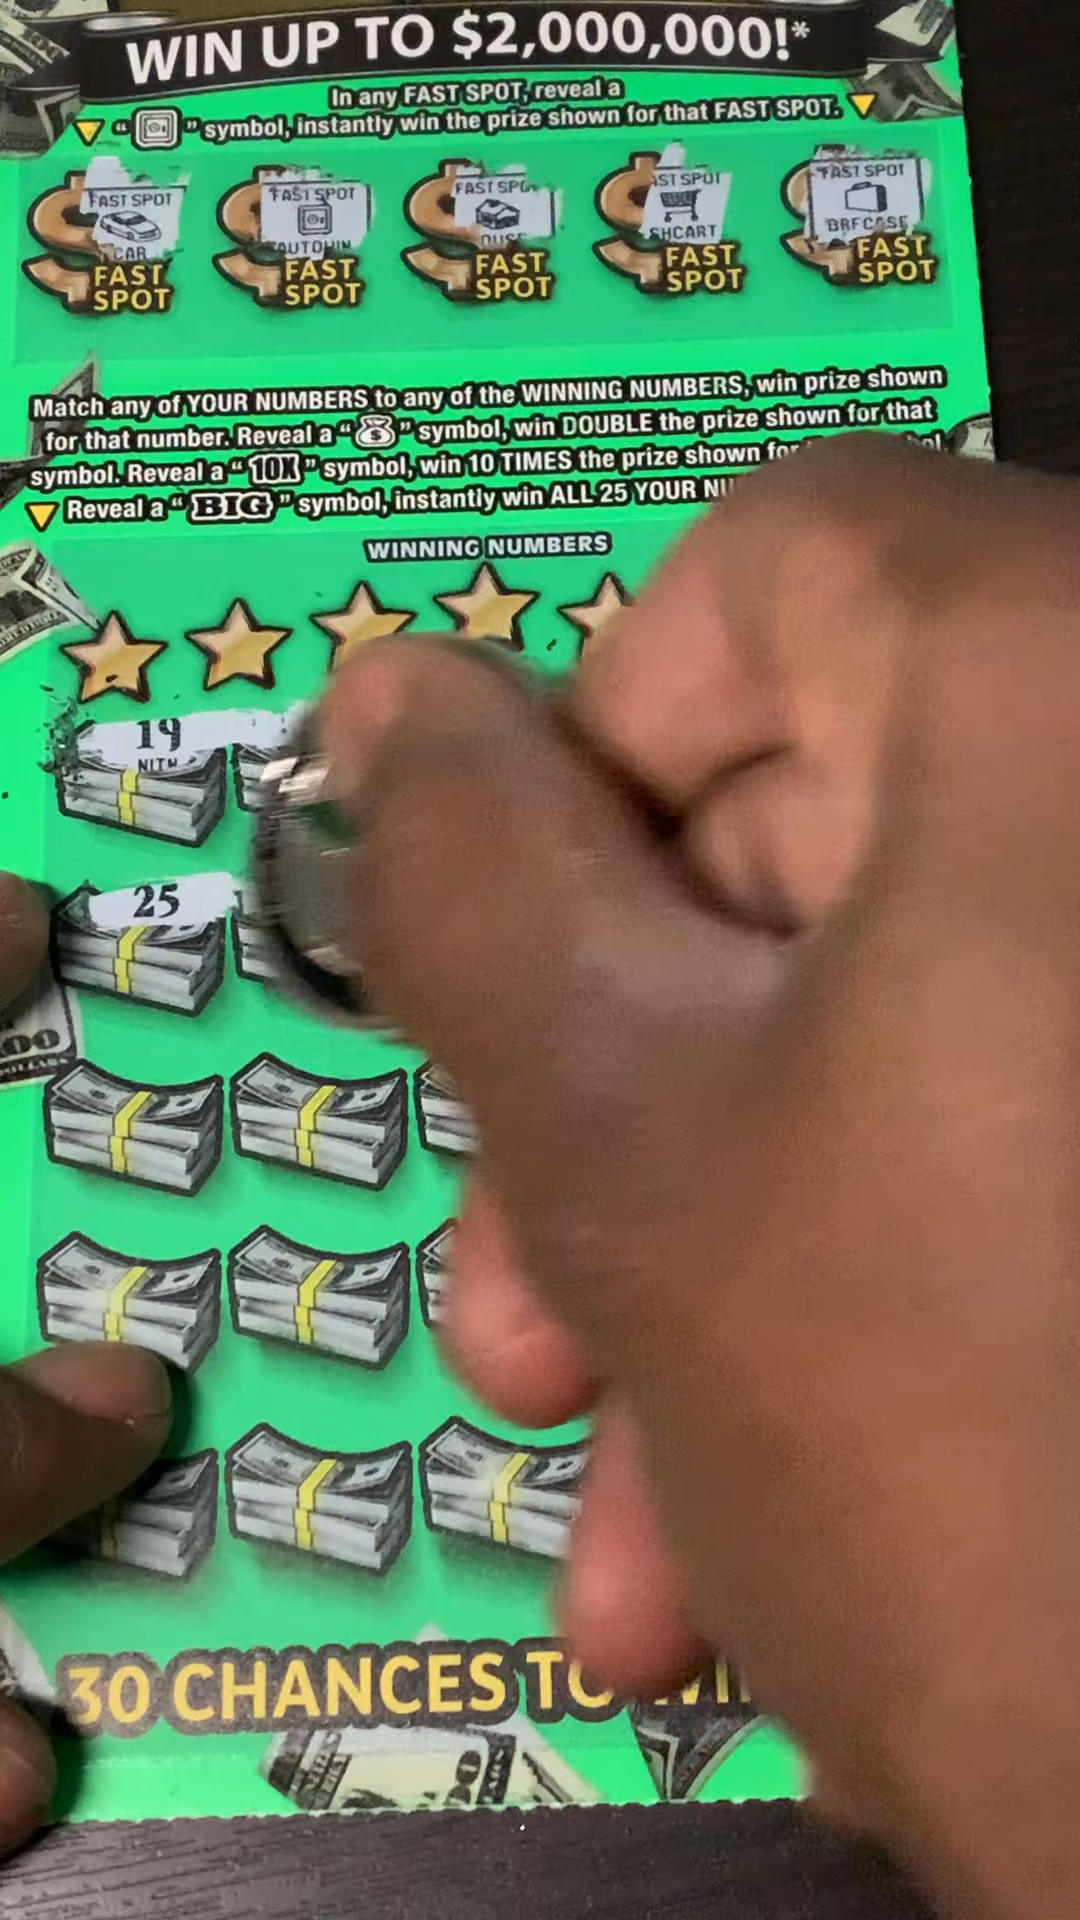 WIN UP TO $2,000,000!*
In any FAST SPOT, reveal a
" " symbol, instantly win the prize shown for that FAST SPOT.
FAST SPOT FAST SPOT FAST SPOT FAST SPOT
CAR AUTOWIN SHCART BRFCASE
FAST SPOT FAST SPOT FAST SPOT FAST SPOT FAST SPOT
Match any of YOUR NUMBERS to any of the WINNING NUMBERS, win prize shown
for that number. Reveal a " $ " symbol, win DOUBLE the prize shown for that
symbol. Reveal a " 10X " symbol, win 10 TIMES the prize shown
Reveal a " BIG " symbol, instantly win ALL 25 YOUR
WINNING NUMBERS
19
25
30 CHANCES TO